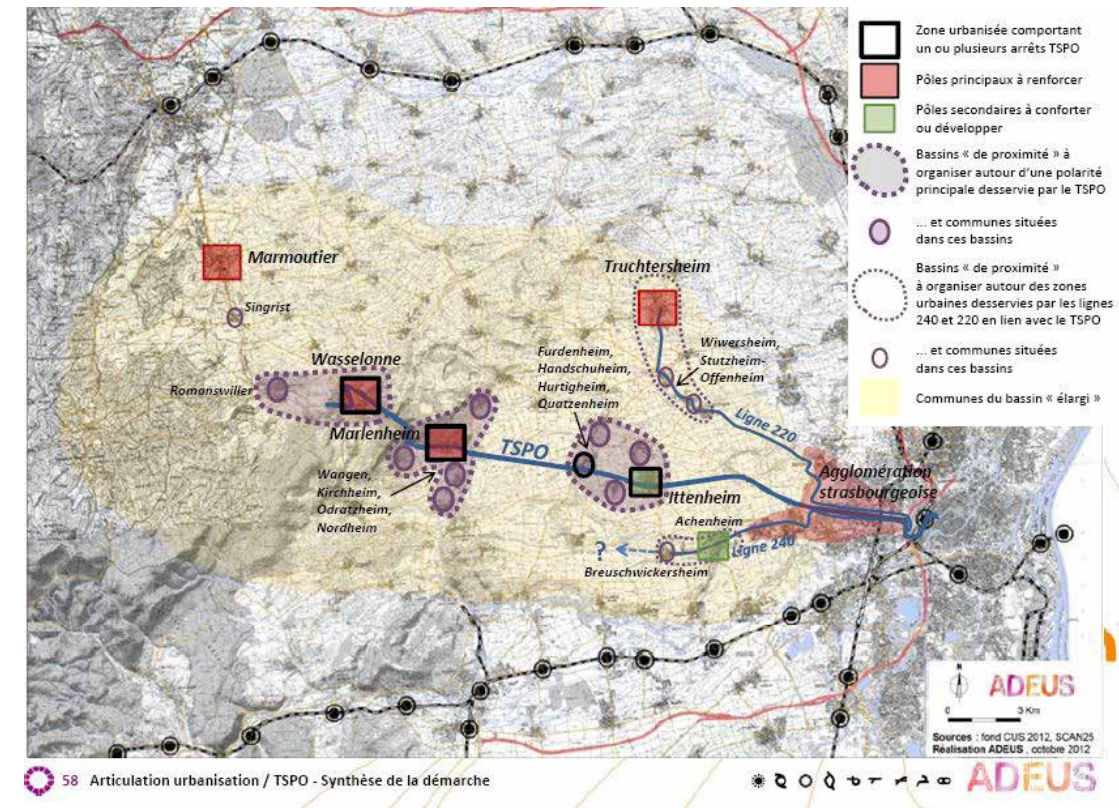 Zone urbanisée comportant
un ou plusieurs arrêts TSPO
Pôles principaux à renforcer
Pôles secondaires à conforter
ou développer
Bassins « de proximité » à
organiser autour d'une polarité
principale desservie par le TSPO
... et communes situées
dans ces bassins
Bassins « de proximité »
à organiser autour des zones
urbaines desservies par les lignes
240 et 220 en lien avec le TSPO
... et communes situées
dans ces bassins
Communes du bassin « élargi »
Marmoutier
Singrist
Truchtersheim
Wasselonne
Romanswiller
Furdenheim,
Handschuheim,
Hurtigheim,
Quatzenheim
Wiwersheim,
Stutzheim-
Offenheim
Ligne 220
Marlenheim
TSPO
Wangen,
Kirchheim,
Odratzheim,
Nordheim
Ittenheim
Agglomération
strasbourgeoise
Achenheim
Ligne 240
?
Breuschwickersheim
N
ADEUS
0 3 Km
Sources : fond CUS 2012, SCAN25
Réalisation ADEUS , octobre 2012
58 Articulation urbanisation / TSPO - Synthèse de la démarche
ADEUS